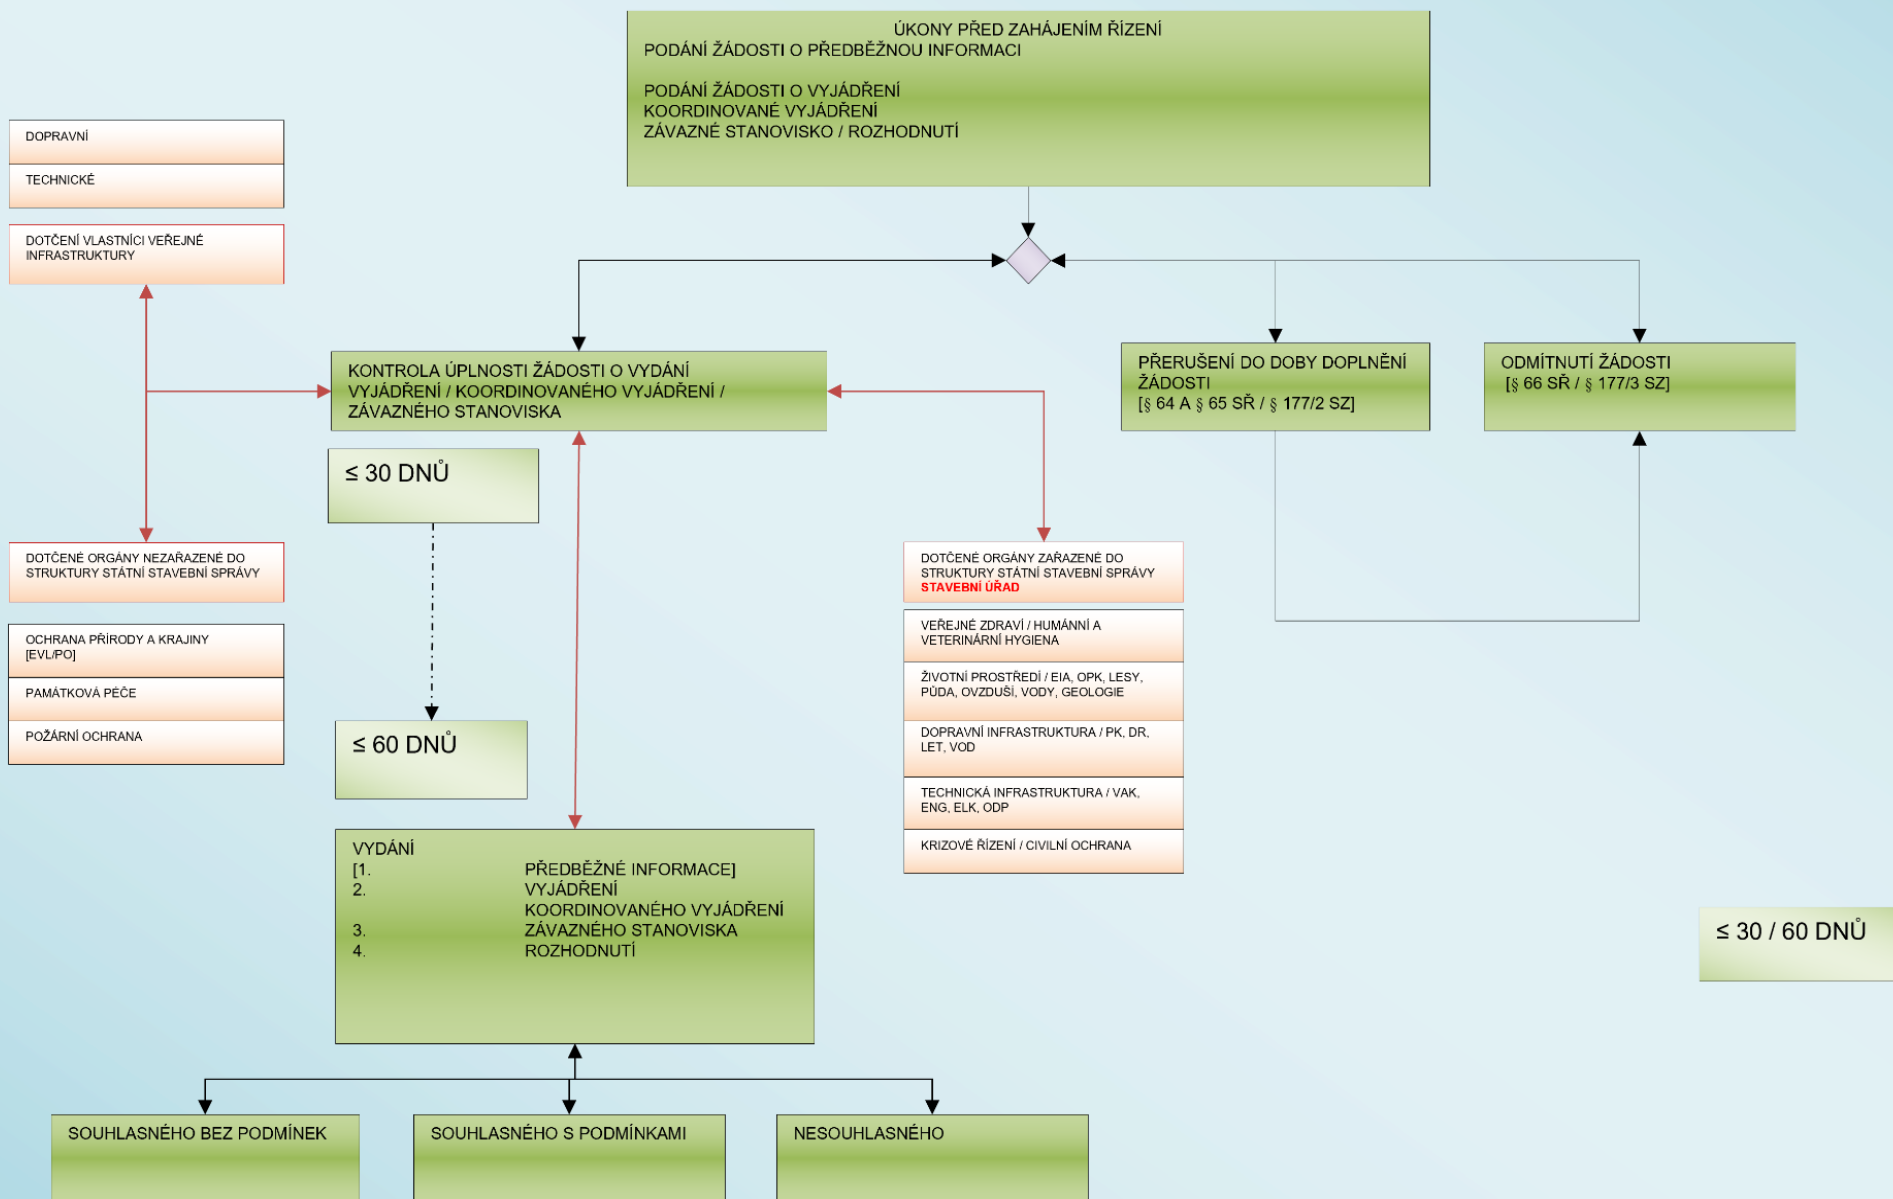 ÚKONY PŘED ZAHÁJENÍM ŘÍZENÍ
PODÁNÍ ŽÁDOSTI O PŘEDBĚŽNOU INFORMACI
PODÁNÍ ŽÁDOSTI O VYJÁDŘENÍ
KOORDINOVANÉ VYJÁDŘENÍ
ZÁVAZNÉ STANOVISKO / ROZHODNUTÍ
DOPRAVNÍ
TECHNICKÉ
DOTČENÍ VLASTNÍCI VEŘEJNÉ
INFRASTRUKTURY
KONTROLA ÚPLNOSTI ŽÁDOSTI O VYDÁNÍ
VYJÁDŘENÍ / KOORDINOVANÉHO VYJÁDŘENÍ /
ZÁVAZNÉHO STANOVISKA
PŘERUŠENÍ DO DOBY DOPLNĚNÍ
ŽÁDOSTI
[§ 64 A § 65 SŘ / § 177/2 SZ]
ODMÍTNUTÍ ŽÁDOSTI
[§ 66 SŘ / § 177/3 SZ]
≤ 30 DNŮ
DOTČENÉ ORGÁNY NEZAŘAZENÉ DO
STRUKTURY STÁTNÍ STAVEBNÍ SPRÁVY
OCHRANA PŘÍRODY A KRAJINY
[EVL/PO]
PAMÁTKOVÁ PÉČE
POŽÁRNÍ OCHRANA
≤ 60 DNŮ
DOTČENÉ ORGÁNY ZAŘAZENÉ DO
STRUKTURY STÁTNÍ STAVEBNÍ SPRÁVY
STAVEBNÍ ÚŘAD
VEŘEJNÉ ZDRAVÍ / HUMÁNNÍ A
VETERINÁRNÍ HYGIENA
ŽIVOTNÍ PROSTŘEDÍ / EIA, OPK, LESY,
PŮDA, OVZDUŠÍ, VODY, GEOLOGIE
DOPRAVNÍ INFRASTRUKTURA / PK, DR,
LET, VOD
TECHNICKÁ INFRASTRUKTURA / VAK,
ENG, ELK, ODP
KRIZOVÉ ŘÍZENÍ / CIVILNÍ OCHRANA
VYDÁNÍ
[1. PŘEDBĚŽNÉ INFORMACE]
2. VYJÁDŘENÍ
KOORDINOVANÉHO VYJÁDŘENÍ
3. ZÁVAZNÉHO STANOVISKA
4. ROZHODNUTÍ
≤ 30 / 60 DNŮ
SOUHLASNÉHO BEZ PODMÍNEK
SOUHLASNÉHO S PODMÍNKAMI
NESOUHLASNÉHO